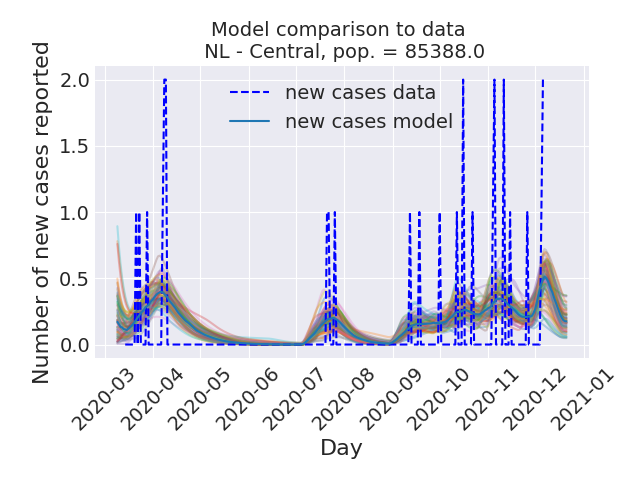 Model comparison to data
NL - Central, pop. = 85388.0
Number of new cases reported
2.0
1.5
1.0
0.5
0.0
new cases data
new cases model
2020-03
2020-04
2020-05
2020-06
2020-07
2020-08
2020-09
2020-10
2020-11
2020-12
2021-01
Day